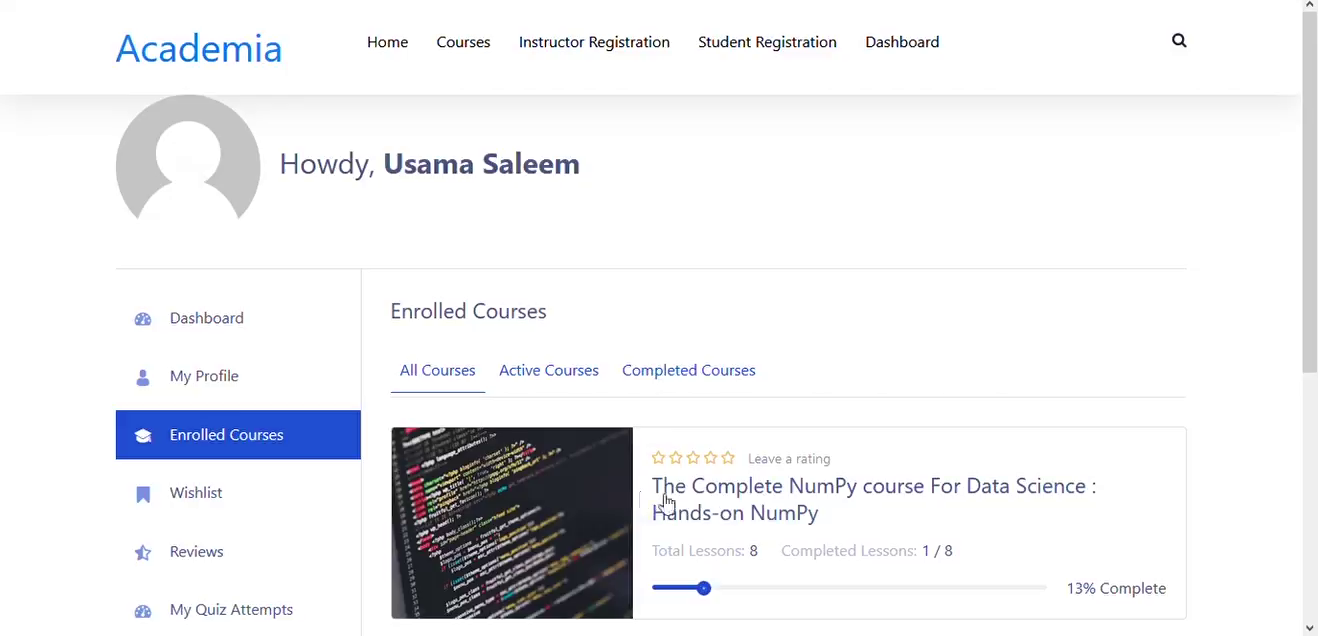 Academia
Home Courses Instructor Registration Student Registration Dashboard
Howdy, Usama Saleem
Dashboard
My Profile
Enrolled Courses
Wishlist
Reviews
My Quiz Attempts
Enrolled Courses
All Courses Active Courses Completed Courses
Leave a rating
The Complete NumPy course For Data Science :
Hands-on NumPy
Total Lessons: 8 Completed Lessons: 1 / 8
13% Complete